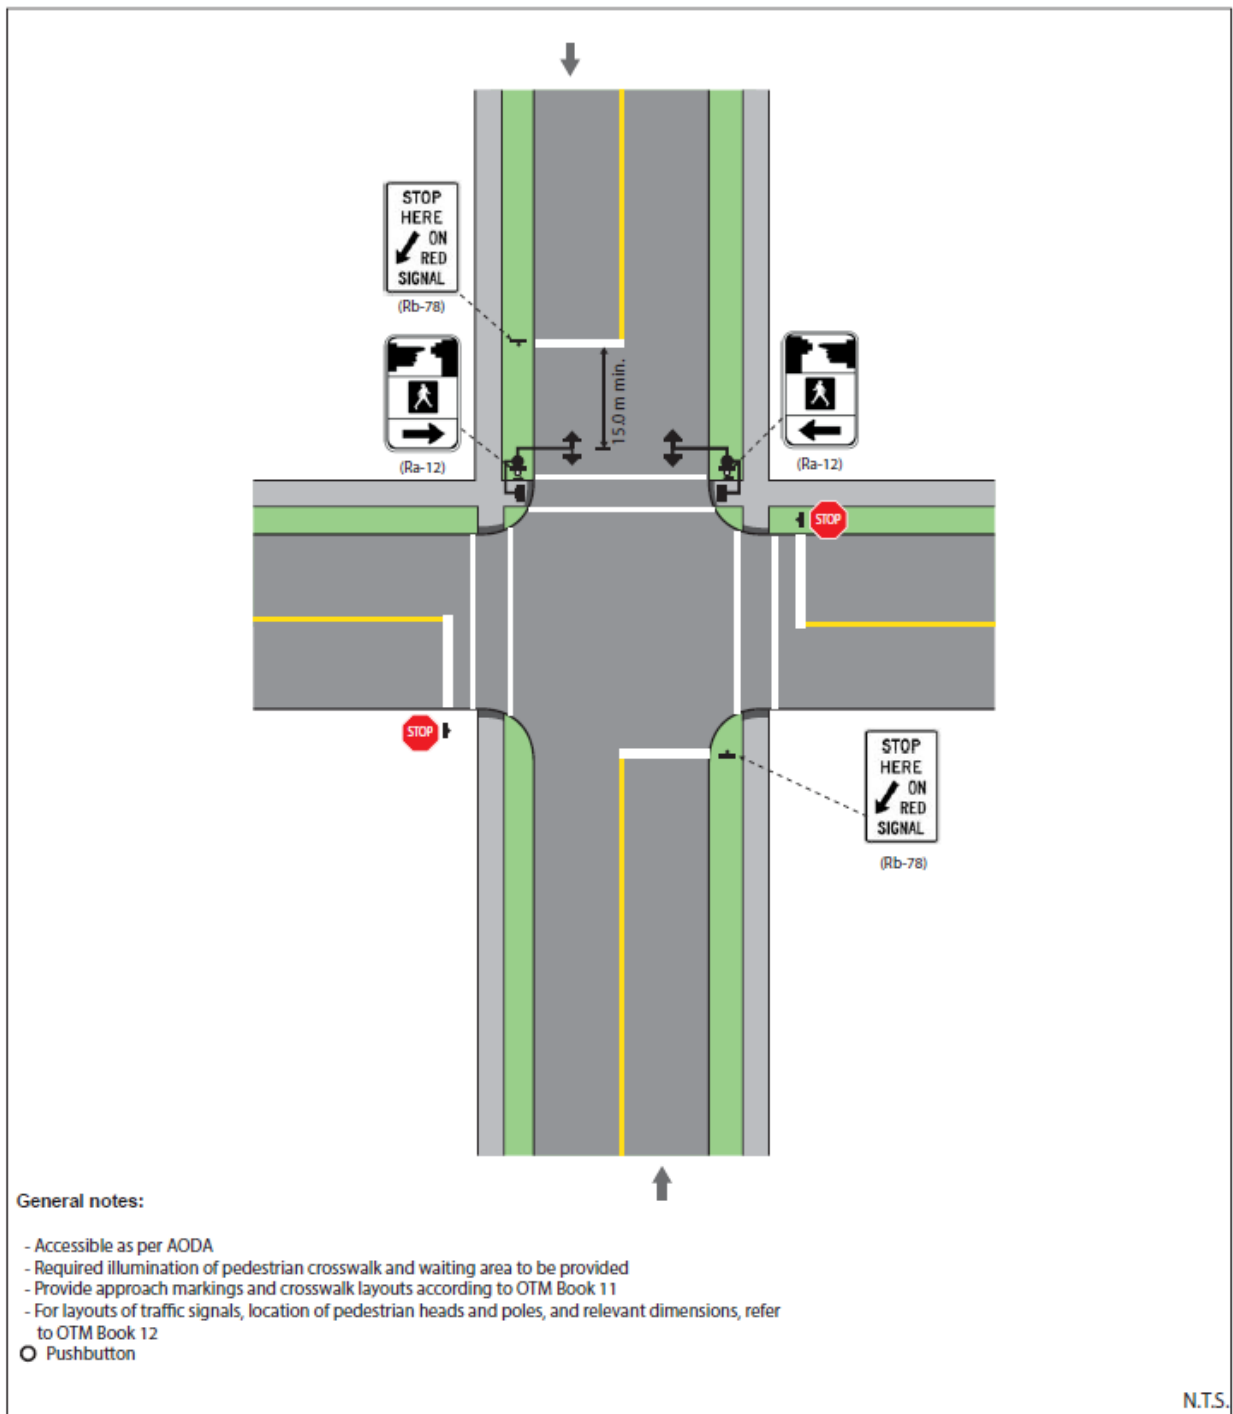 STOP
HERE
ON
RED
SIGNAL
(Rb-78)
(Ra-12)
15.0 m min.
(Ra-12)
STOP
STOP
STOP
HERE
ON
RED
SIGNAL
(Rb-78)
General notes:
- Accessible as per AODA
- Required illumination of pedestrian crosswalk and waiting area to be provided
- Provide approach markings and crosswalk layouts according to OTM Book 11
- For layouts of traffic signals, location of pedestrian heads and poles, and relevant dimensions, refer
to OTM Book 12
Pushbutton
N.T.S.